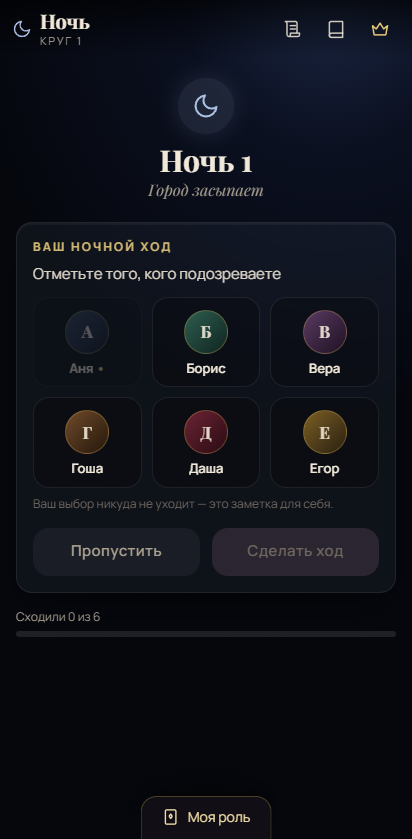 Ночь
КРУГ 1
Ночь 1
Город засыпает
ВАШ НОЧНОЙ ХОД
Отметьте того, кого подозреваете
А
Б
В
Аня •
Борис
Вера
Г
Д
Е
Гоша
Даша
Егор
Ваш выбор никуда не уходит — это заметка для себя.
Пропустить
Сделать ход
Сходили 0 из 6
Моя роль